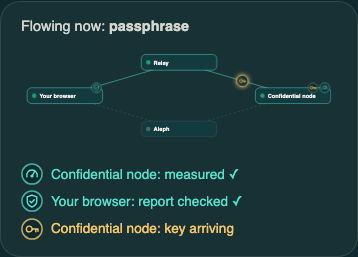 Flowing now: passphrase
Relay
Your browser
Confidential node
Aleph
Confidential node: measured ✓
Your browser: report checked ✓
Confidential node: key arriving